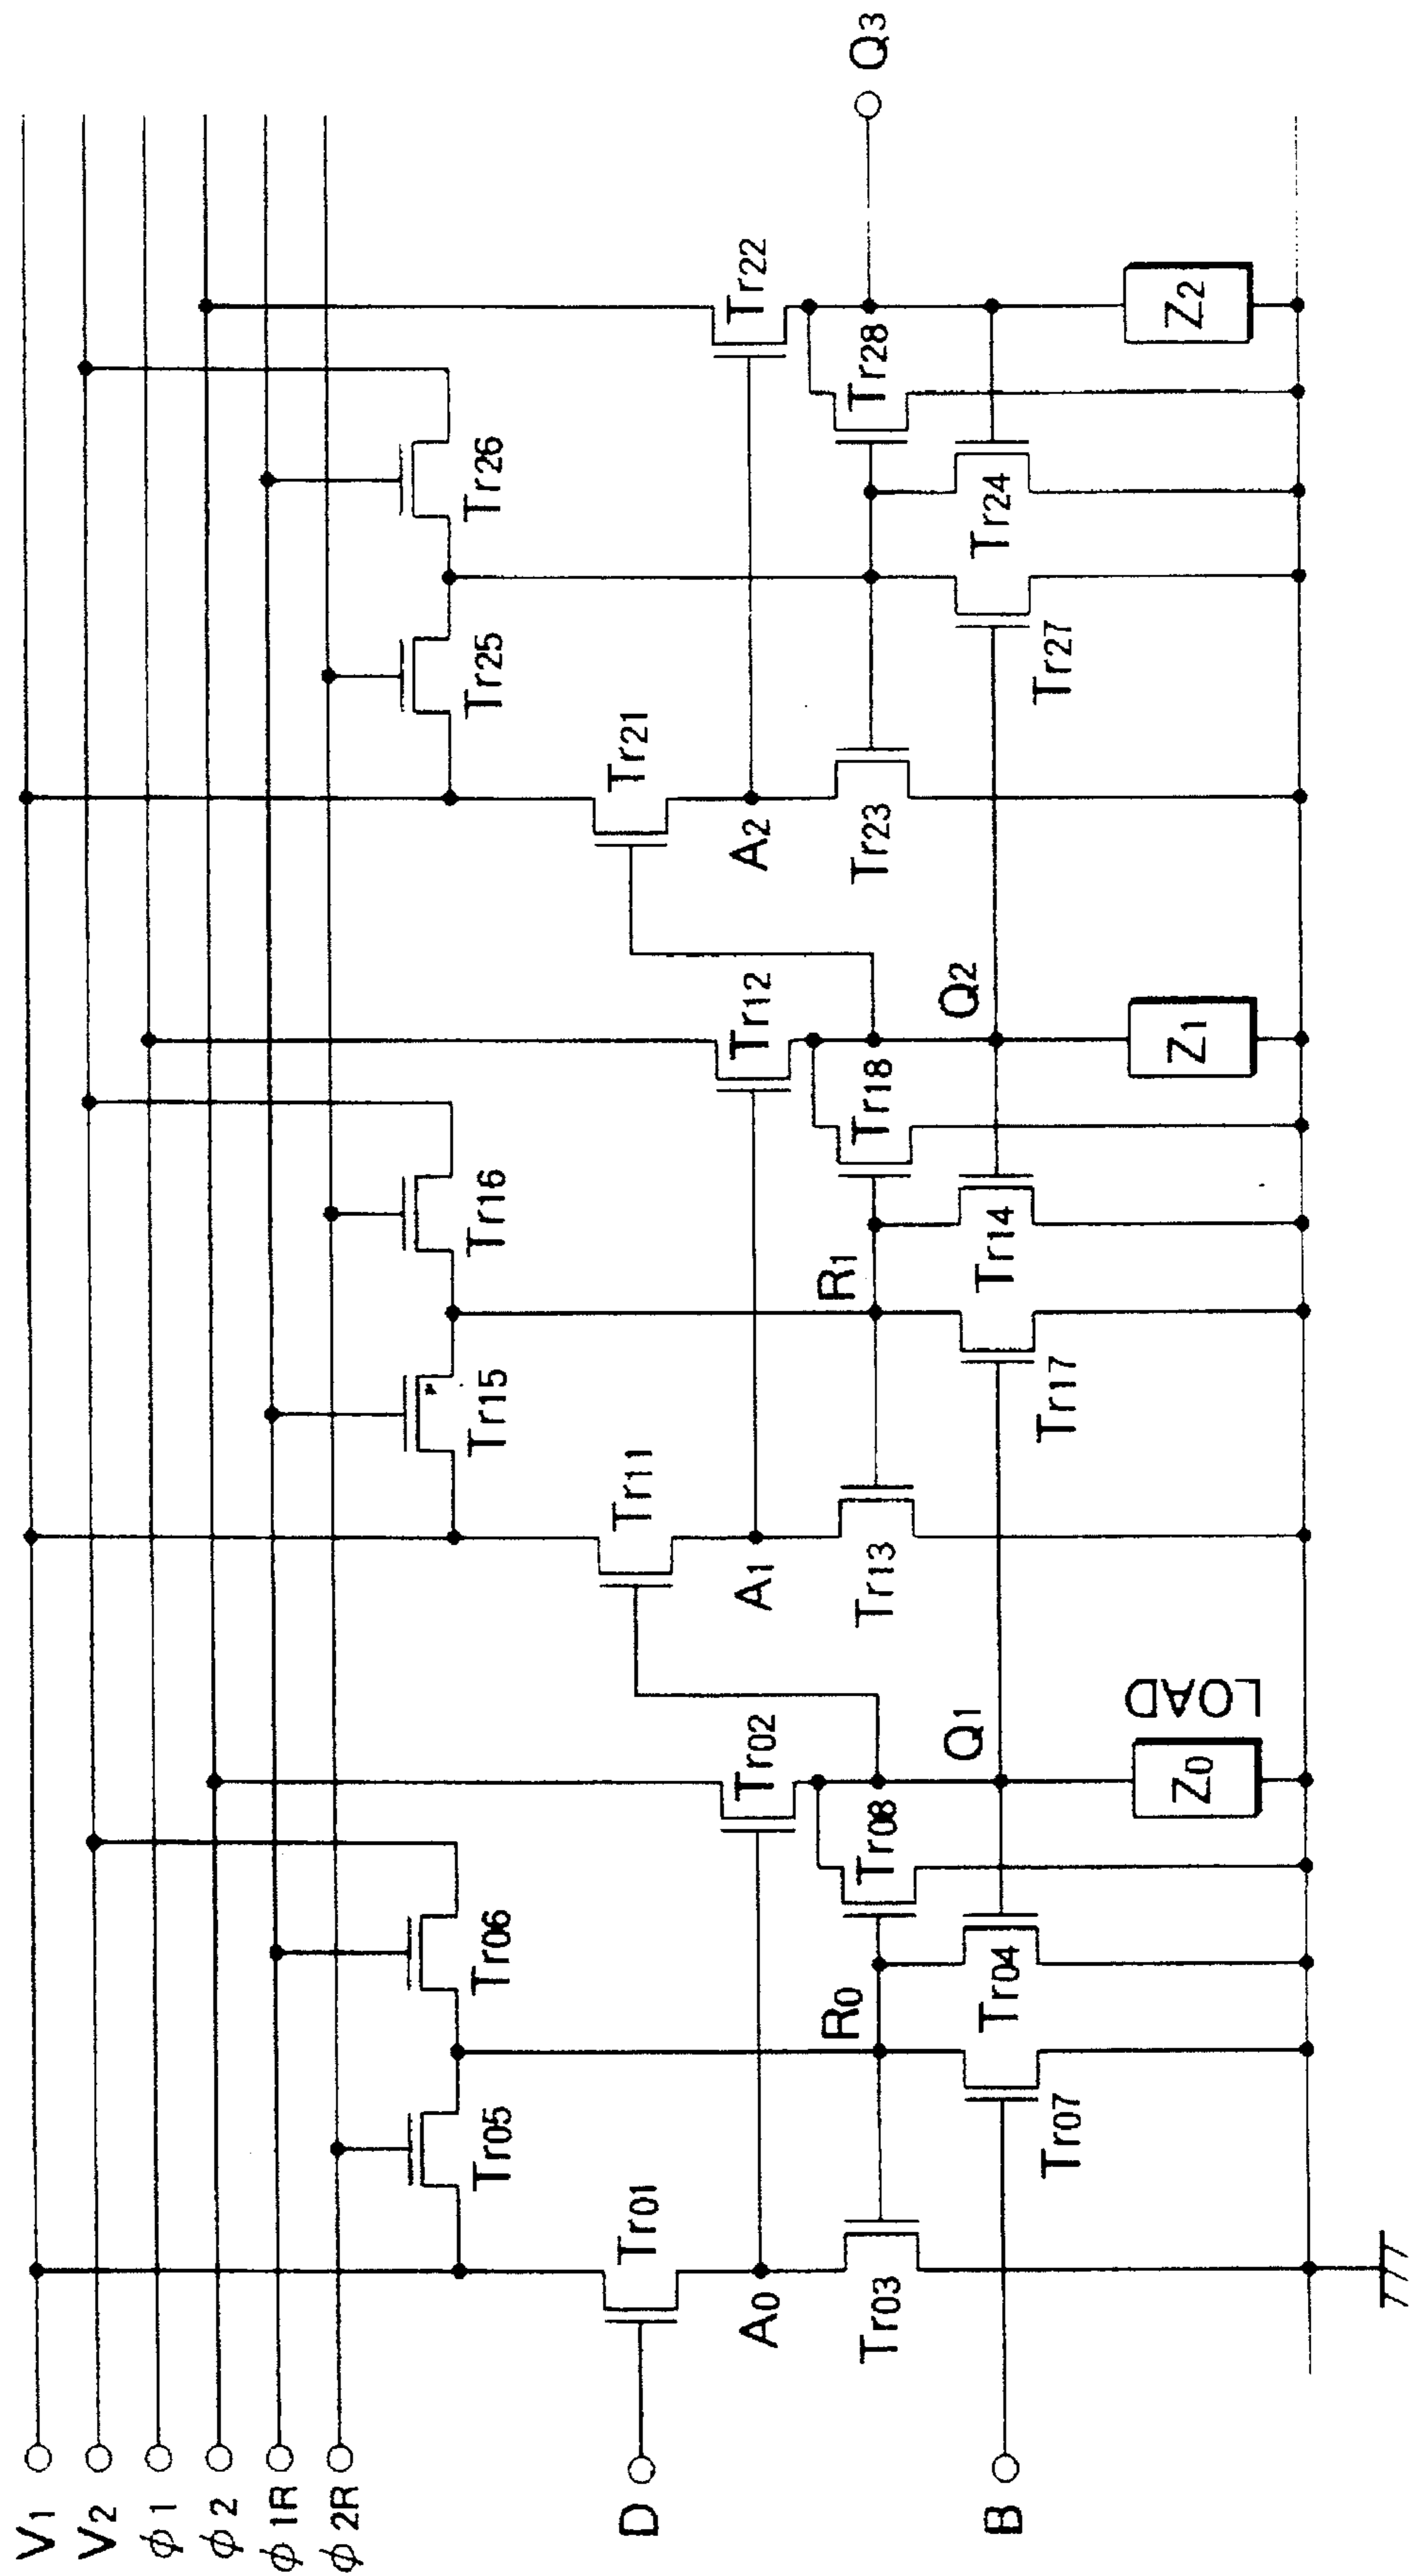 V1
V2
ϕ1
ϕ2
ϕ1R
ϕ2R
D
B
Tr05
Tr06
Tr15
Tr16
Tr25
Tr26
Tr01
Tr11
Tr21
A0
Tr02
A1
Tr12
A2
Tr22
Tr03
R0
Tr08
Tr13
R1
Tr18
Tr23
Tr28
Q3
Tr07
Tr04
Q1
Tr17
Tr14
Q2
Tr27
Tr24
Z0
LOAD
Z1
Z2